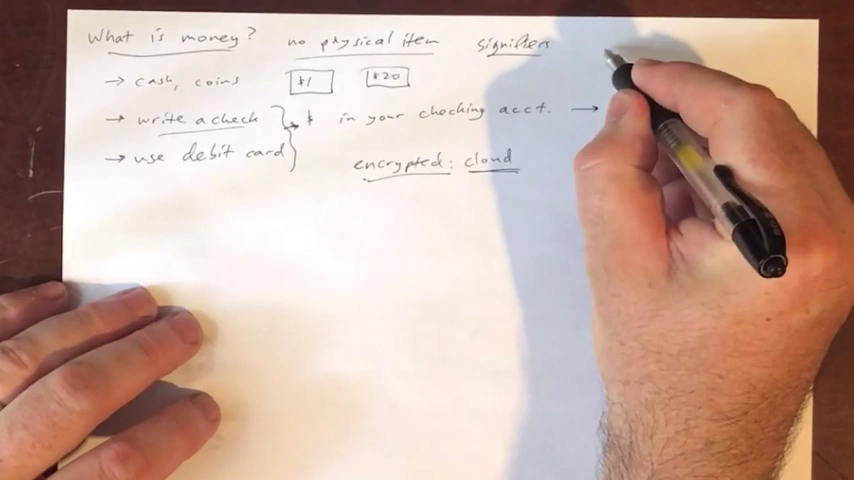 What is money? no physical item signifiers
→ cash, coins $1 $20
→ write a check
$ in your checking acct. →
→ use debit card
encrypted: cloud